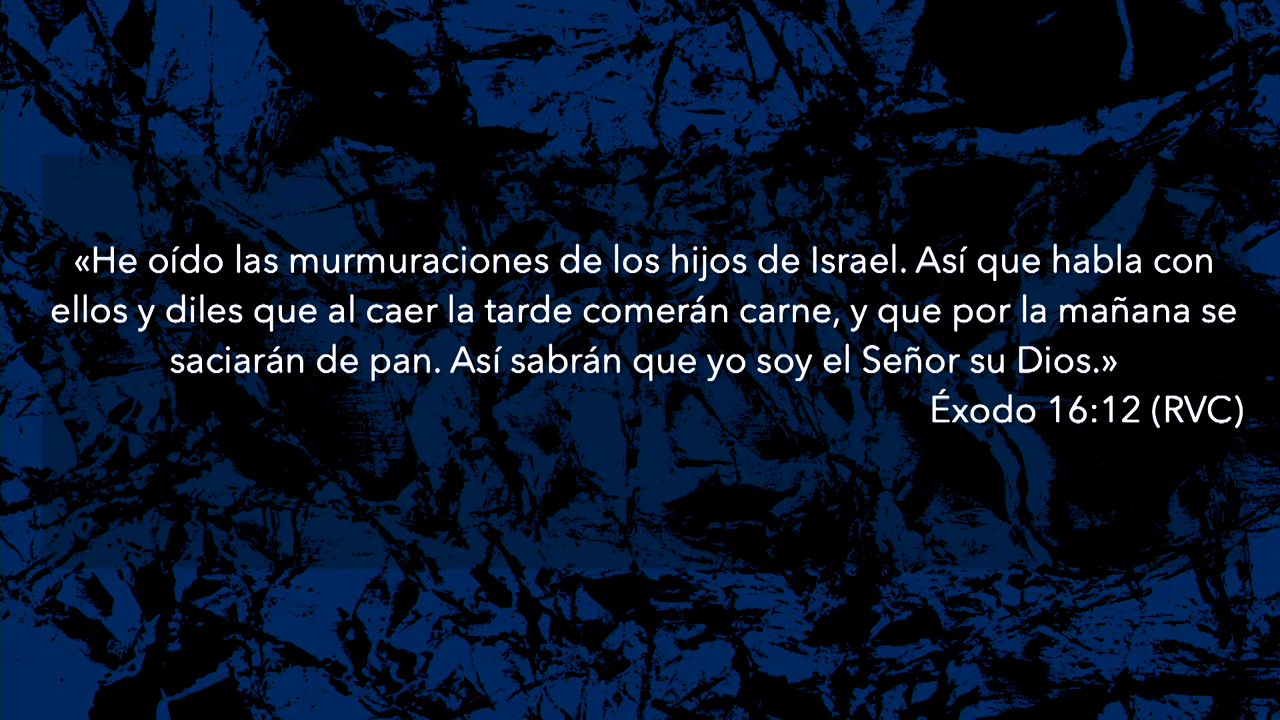 «He oído las murmuraciones de los hijos de Israel. Así que habla con
ellos y diles que al caer la tarde comerán carne, y que por la mañana se
saciarán de pan. Así sabrán que yo soy el Señor su Dios.»
Éxodo 16:12 (RVC)